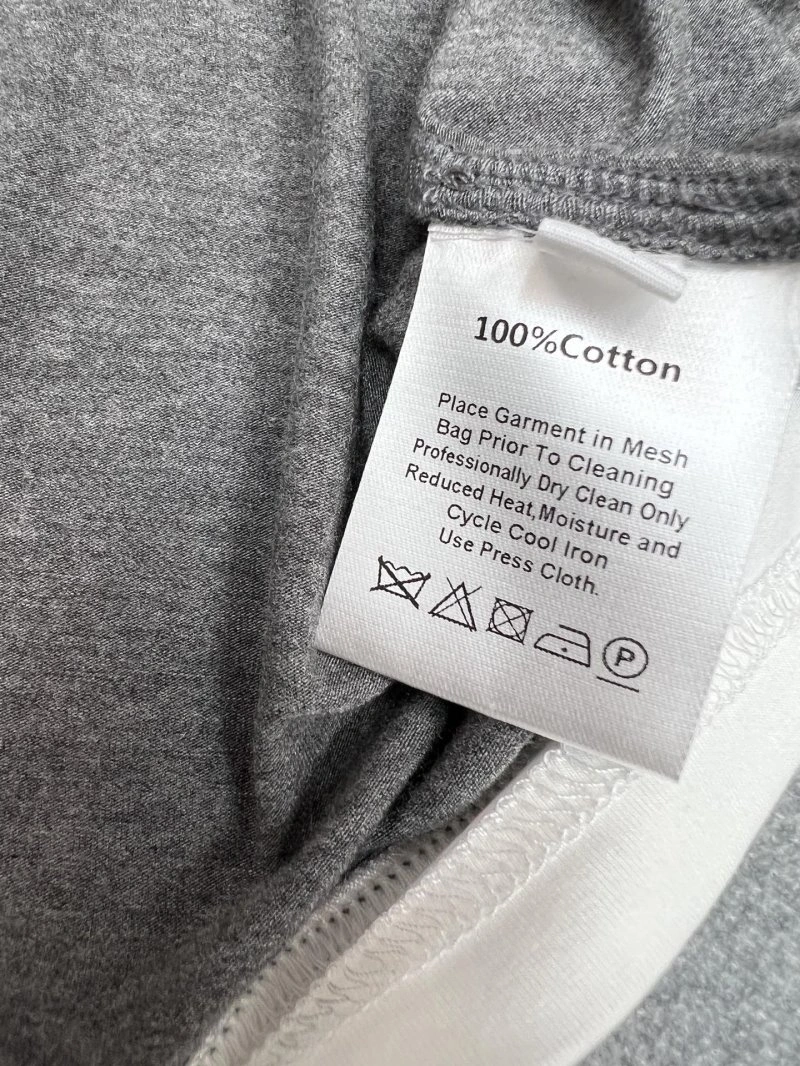 100%Cotton
Place Garment in Mesh
Bag Prior To Cleaning
Professionally Dry Clean Only
Reduced Heat,Moisture and
Cycle Cool Iron
Use Press Cloth.
P